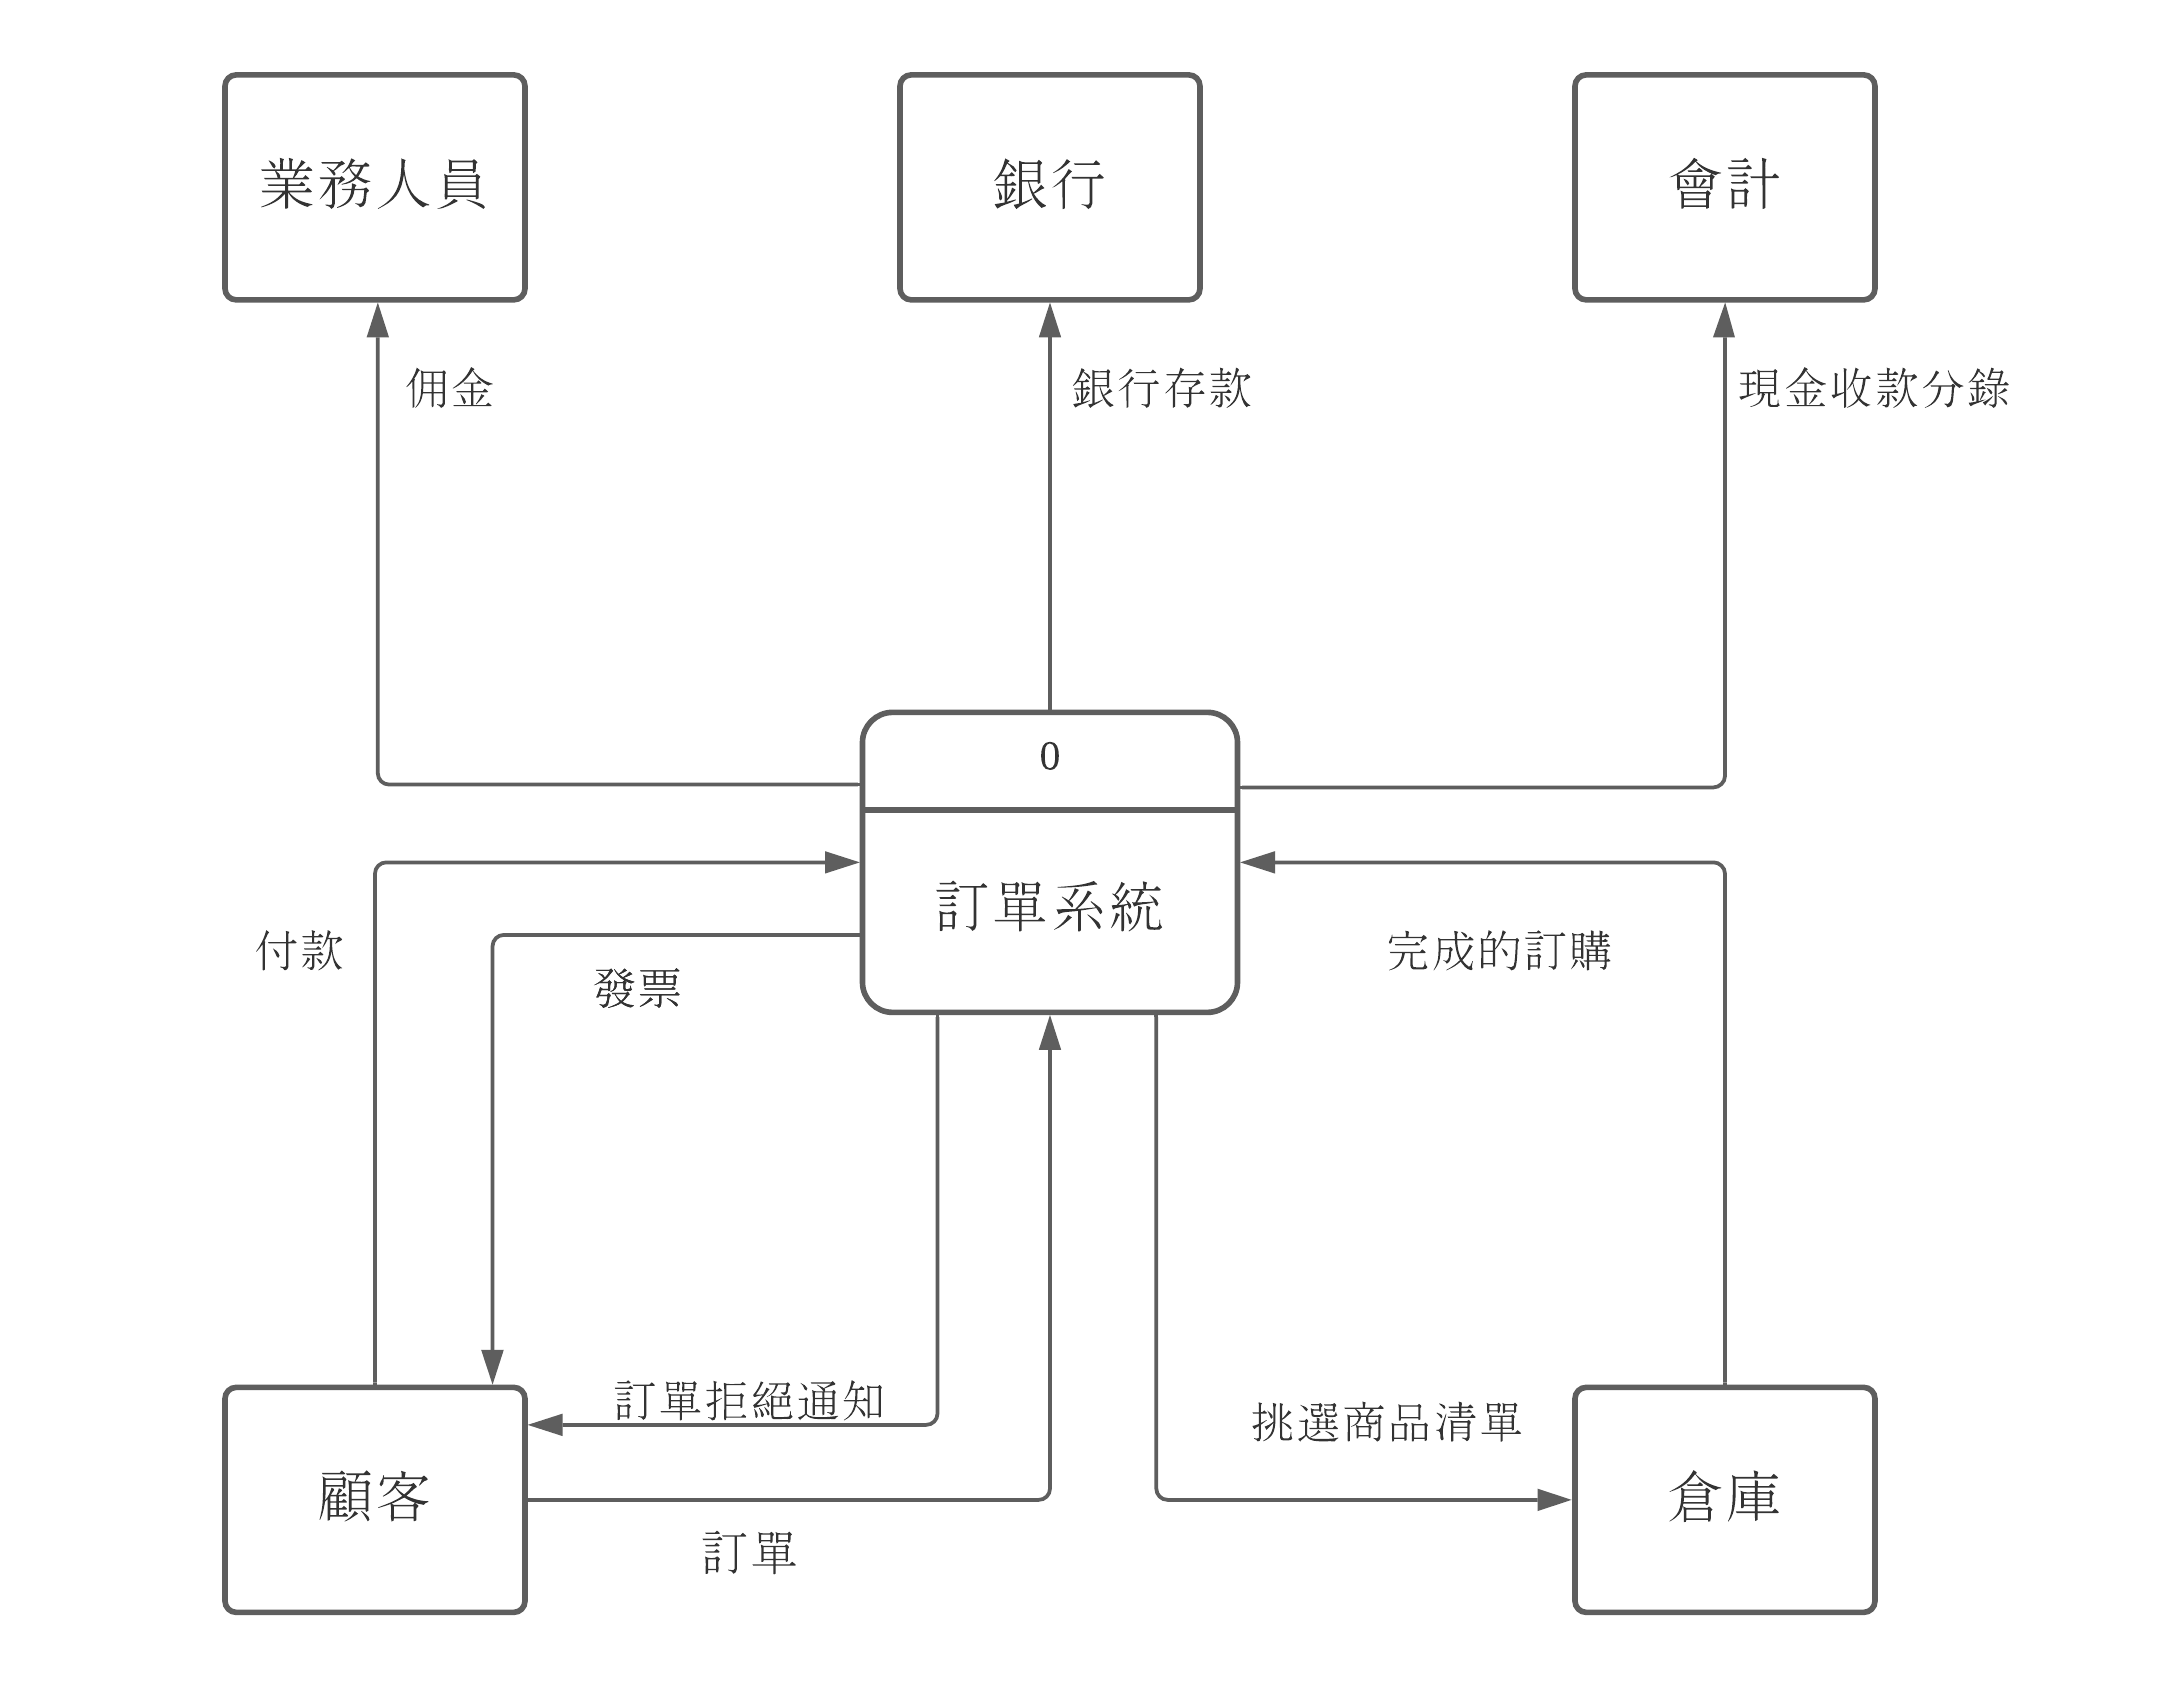 業務人員
銀行
會計
佣金
銀行存款
現金收款分錄
0
訂單系統
付款
發票
完成的訂購
訂單拒絕通知
挑選商品清單
顧客
倉庫
訂單